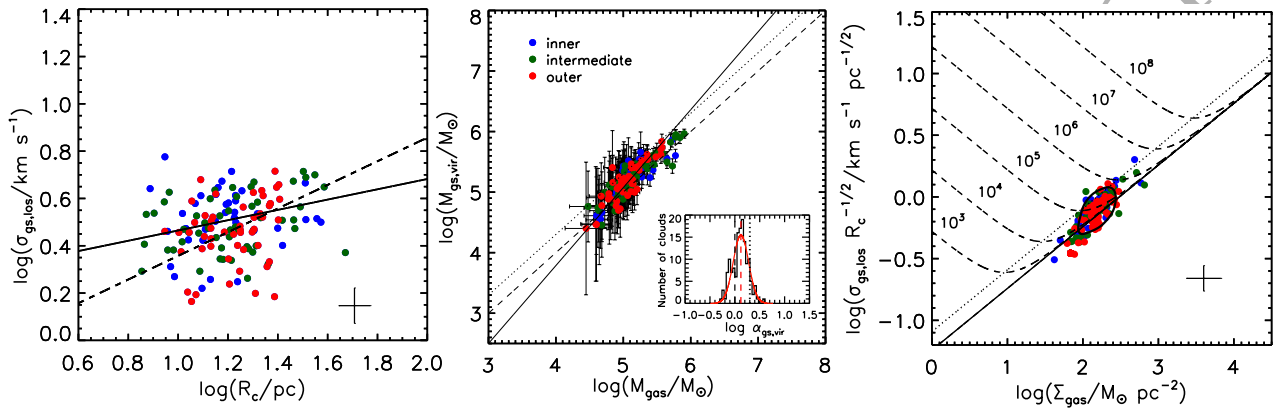 1.4
1.2
1.0
0.8
0.6
0.4
0.2
0.0
log(σgs,los/km s⁻¹)
0.6 0.8 1.0 1.2 1.4 1.6 1.8 2.0
log(Rc/pc)
8
7
6
5
4
3
log(Mgs,vir/M⊙)
inner
intermediate
outer
20
15
10
5
0
Number of clouds
-1.0 -0.5 0.0 0.5 1.0 1.5
log αgs,vir
3 4 5 6 7 8
log(Mgas/M⊙)
1.5
1.0
0.5
0.0
-0.5
-1.0
log(σgs,los Rc⁻¹/²/km s⁻¹ pc⁻¹/²)
10⁸
10⁷
10⁶
10⁵
10⁴
10³
0 1 2 3 4
log(Σgas/M⊙ pc⁻²)